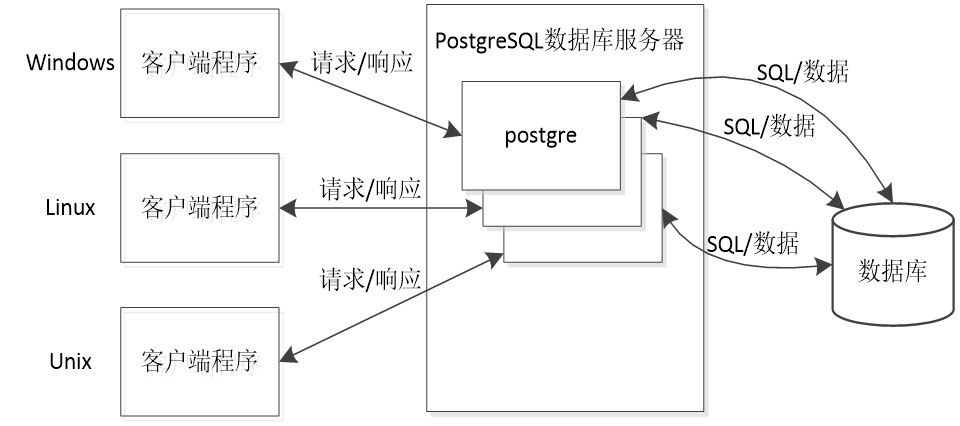 PostgreSQL数据库服务器
Windows
客户端程序
请求/响应
postgre
SQL/数据
SQL/数据
Linux
客户端程序
请求/响应
SQL/数据
数据库
请求/响应
Unix
客户端程序